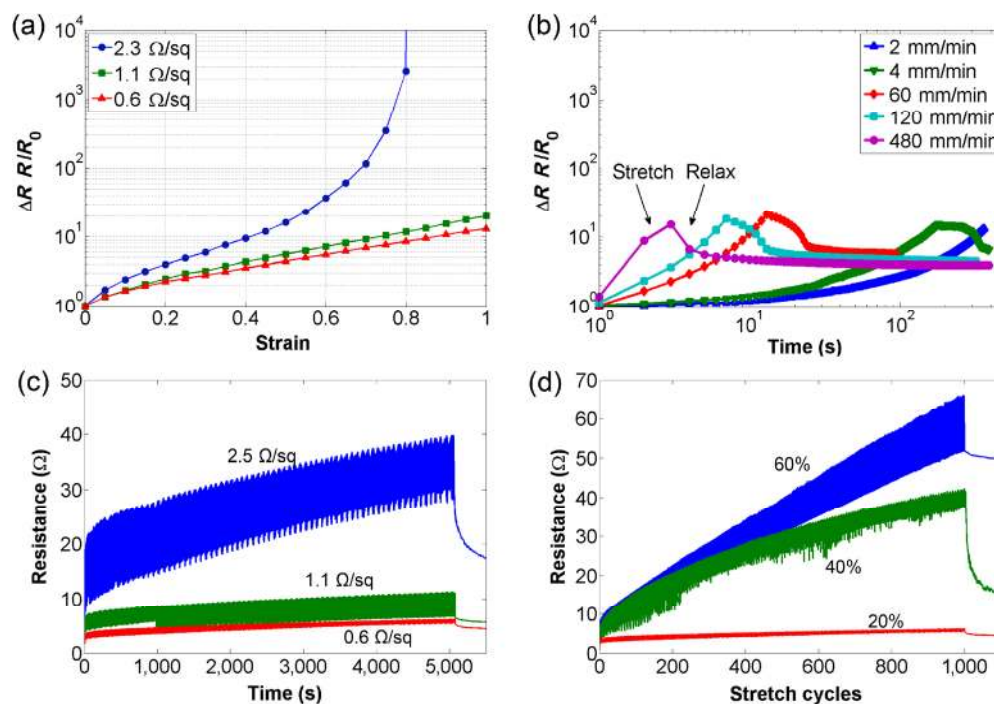 (a)
10^4
10^3
10^2
10^1
10^0
ΔR R/R_0
0
0.2
0.4
0.6
0.8
1
Strain
2.3 Ω/sq
1.1 Ω/sq
0.6 Ω/sq
(b)
10^4
10^3
10^2
10^1
10^0
ΔR R/R_0
10^0
10^1
10^2
Time (s)
2 mm/min
4 mm/min
60 mm/min
120 mm/min
480 mm/min
Stretch
Relax
(c)
50
40
30
20
10
0
Resistance (Ω)
0
1,000
2,000
3,000
4,000
5,000
Time (s)
2.5 Ω/sq
1.1 Ω/sq
0.6 Ω/sq
(d)
70
60
50
40
30
20
10
0
Resistance (Ω)
0
200
400
600
800
1,000
Stretch cycles
60%
40%
20%